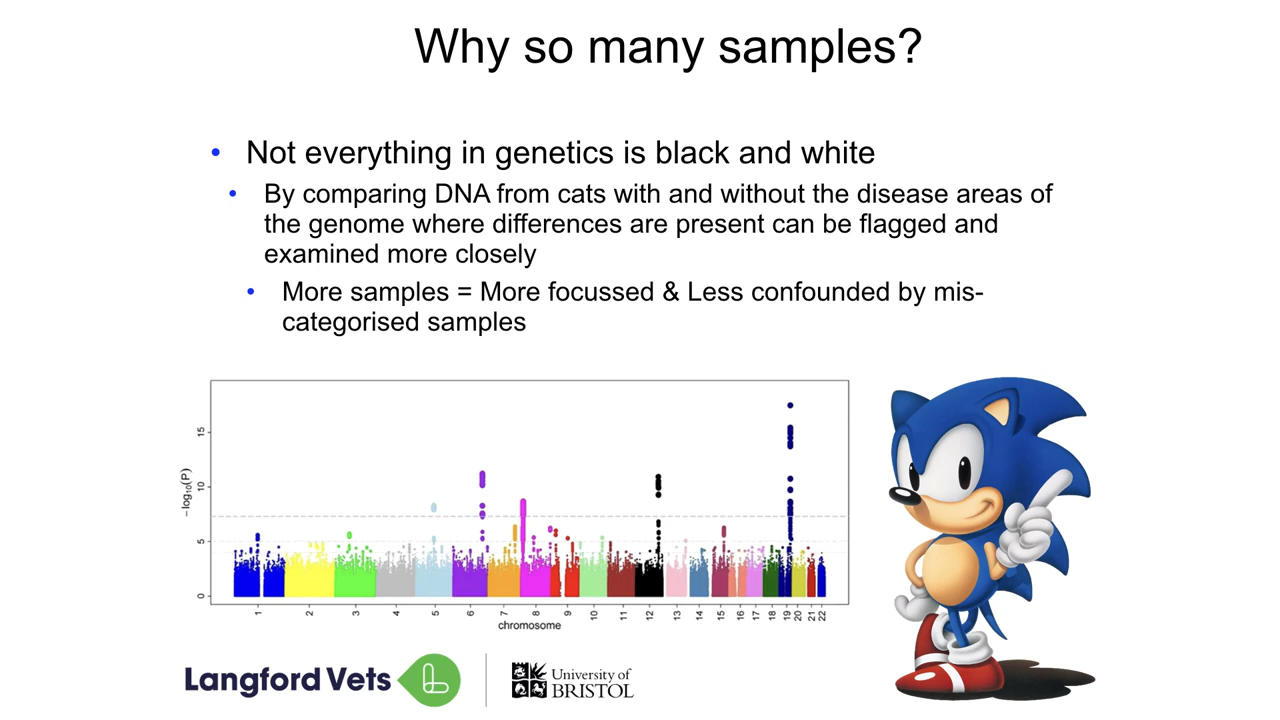 Why so many samples?
• Not everything in genetics is black and white
• By comparing DNA from cats with and without the disease areas of
the genome where differences are present can be flagged and
examined more closely
• More samples = More focussed & Less confounded by mis-
categorised samples
−log₁₀(P)
15
10
5
0
1 2 3 4 5 6 7 8 9 10 11 12 13 14 15 16 17 18 19 20 21 22
chromosome
Langford Vets
University of
BRISTOL